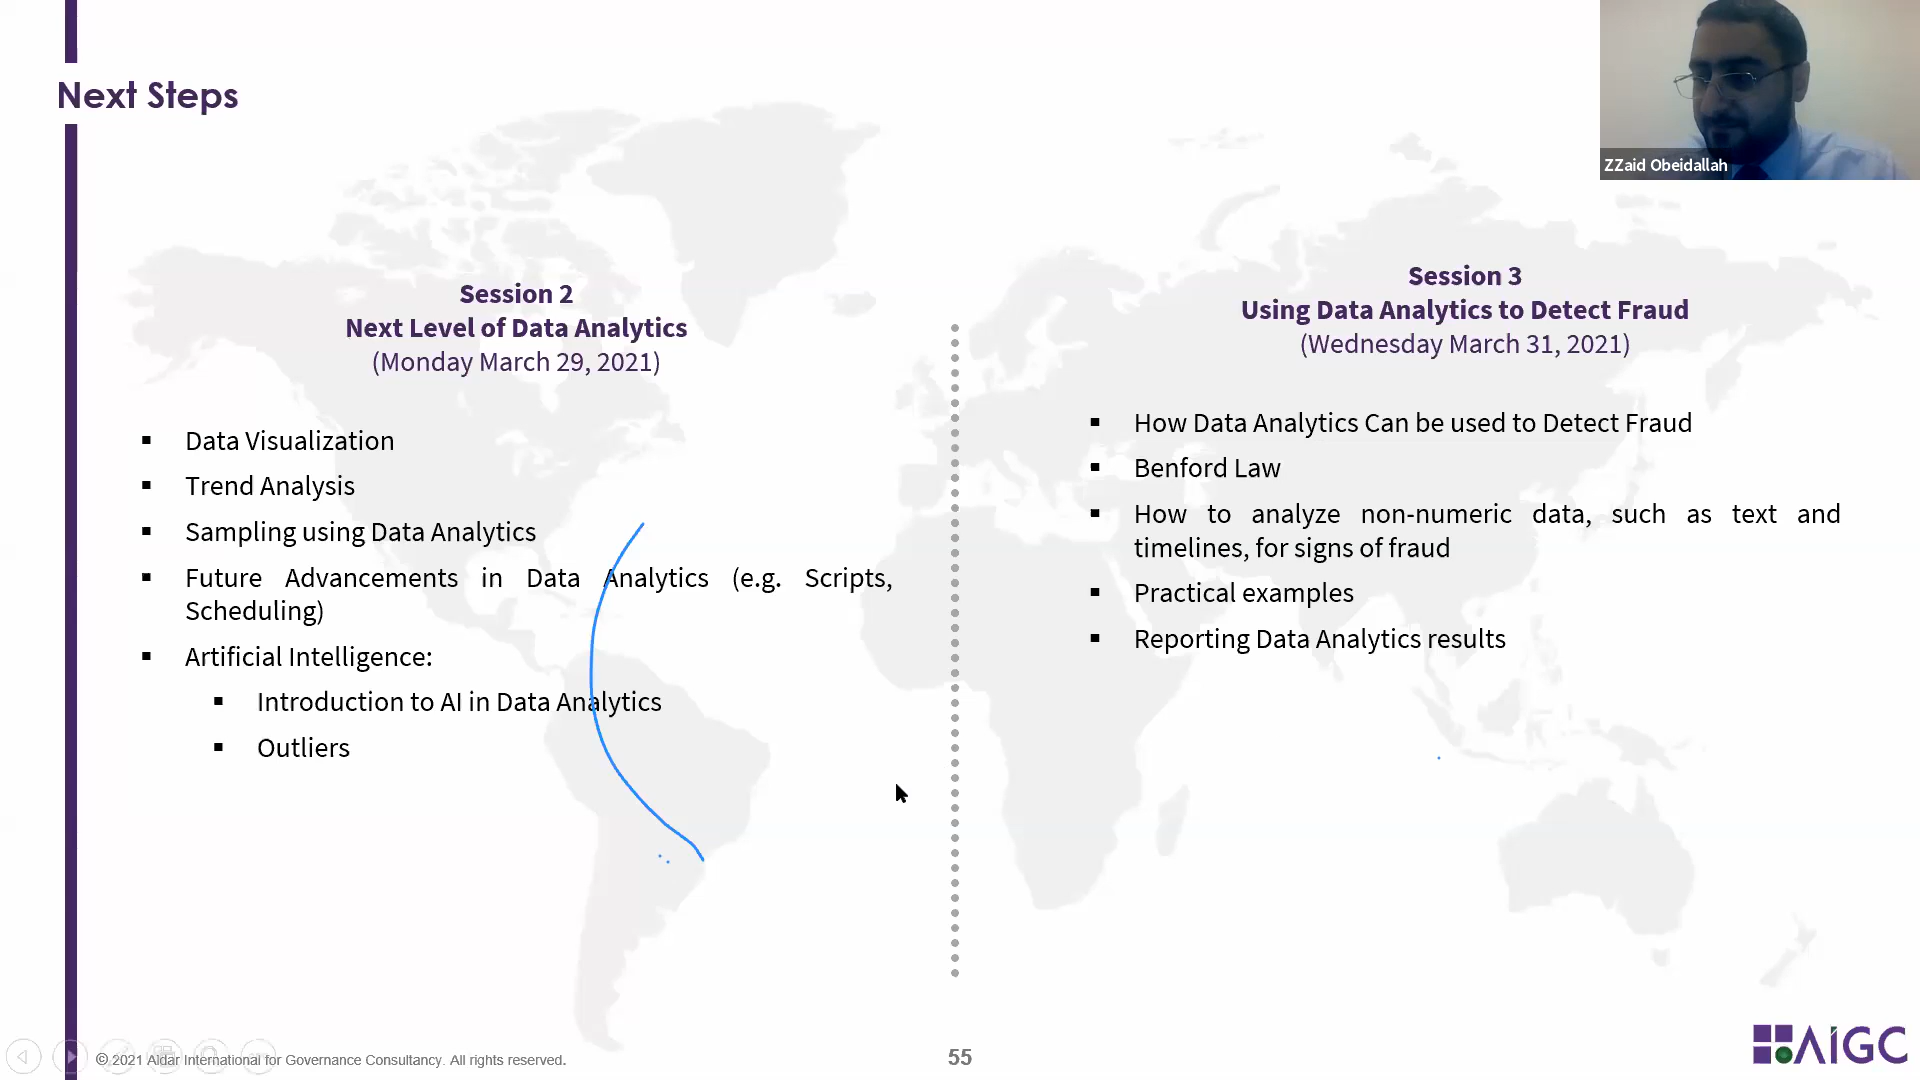 Next Steps
ZZaid Obeidallah
Session 2
Next Level of Data Analytics
(Monday March 29, 2021)
▪ Data Visualization
▪ Trend Analysis
▪ Sampling using Data Analytics
▪ Future Advancements in Data Analytics (e.g. Scripts,
Scheduling)
▪ Artificial Intelligence:
▪ Introduction to AI in Data Analytics
▪ Outliers
Session 3
Using Data Analytics to Detect Fraud
(Wednesday March 31, 2021)
▪ How Data Analytics Can be used to Detect Fraud
▪ Benford Law
▪ How to analyze non-numeric data, such as text and
timelines, for signs of fraud
▪ Practical examples
▪ Reporting Data Analytics results
© 2021 Aldar International for Governance Consultancy. All rights reserved.
55
AIGC